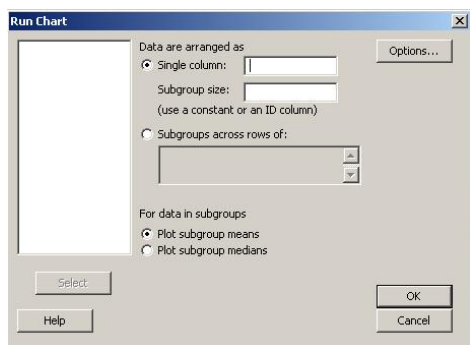 Run Chart
Data are arranged as
Single column:
Options...
Subgroup size:
(use a constant or an ID column)
Subgroups across rows of:
For data in subgroups
Plot subgroup means
Plot subgroup medians
Select
OK
Help
Cancel